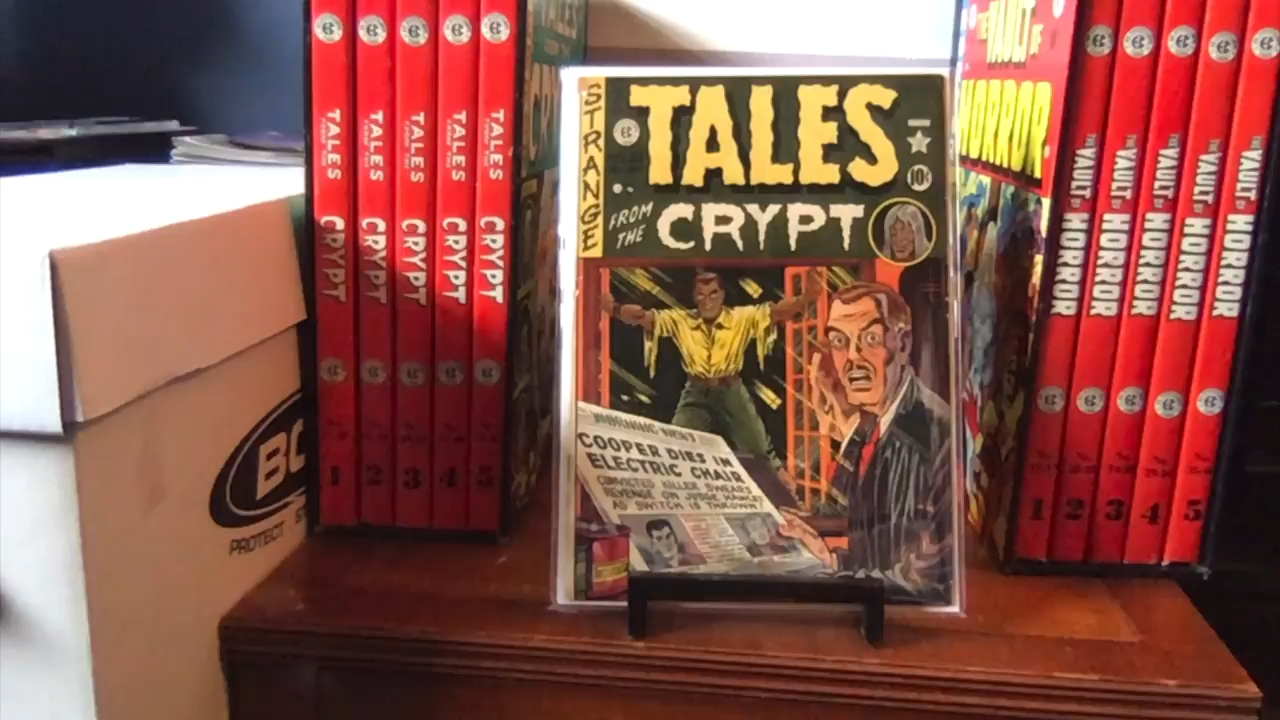 TALES
FROM THE
CRYPT
1
TALES
FROM THE
CRYPT
2
TALES
FROM THE
CRYPT
3
TALES
FROM THE
CRYPT
4
TALES
FROM THE
CRYPT
5
TALES
CRY
BC
PROTECT
STRANGE
TALES
10¢
FROM
THE
CRYPT
COOPER DIES IN
ELECTRIC CHAIR
CONVICTED KILLER SWEARS
REVENGE ON JUDGE HAMLET
AS SWITCH IS THROWN!
THE
VAULT OF
HORROR
THE
VAULT OF
HORROR
1
THE
VAULT OF
HORROR
2
THE
VAULT OF
HORROR
3
THE
VAULT OF
HORROR
4
THE
VAULT OF
HORROR
5